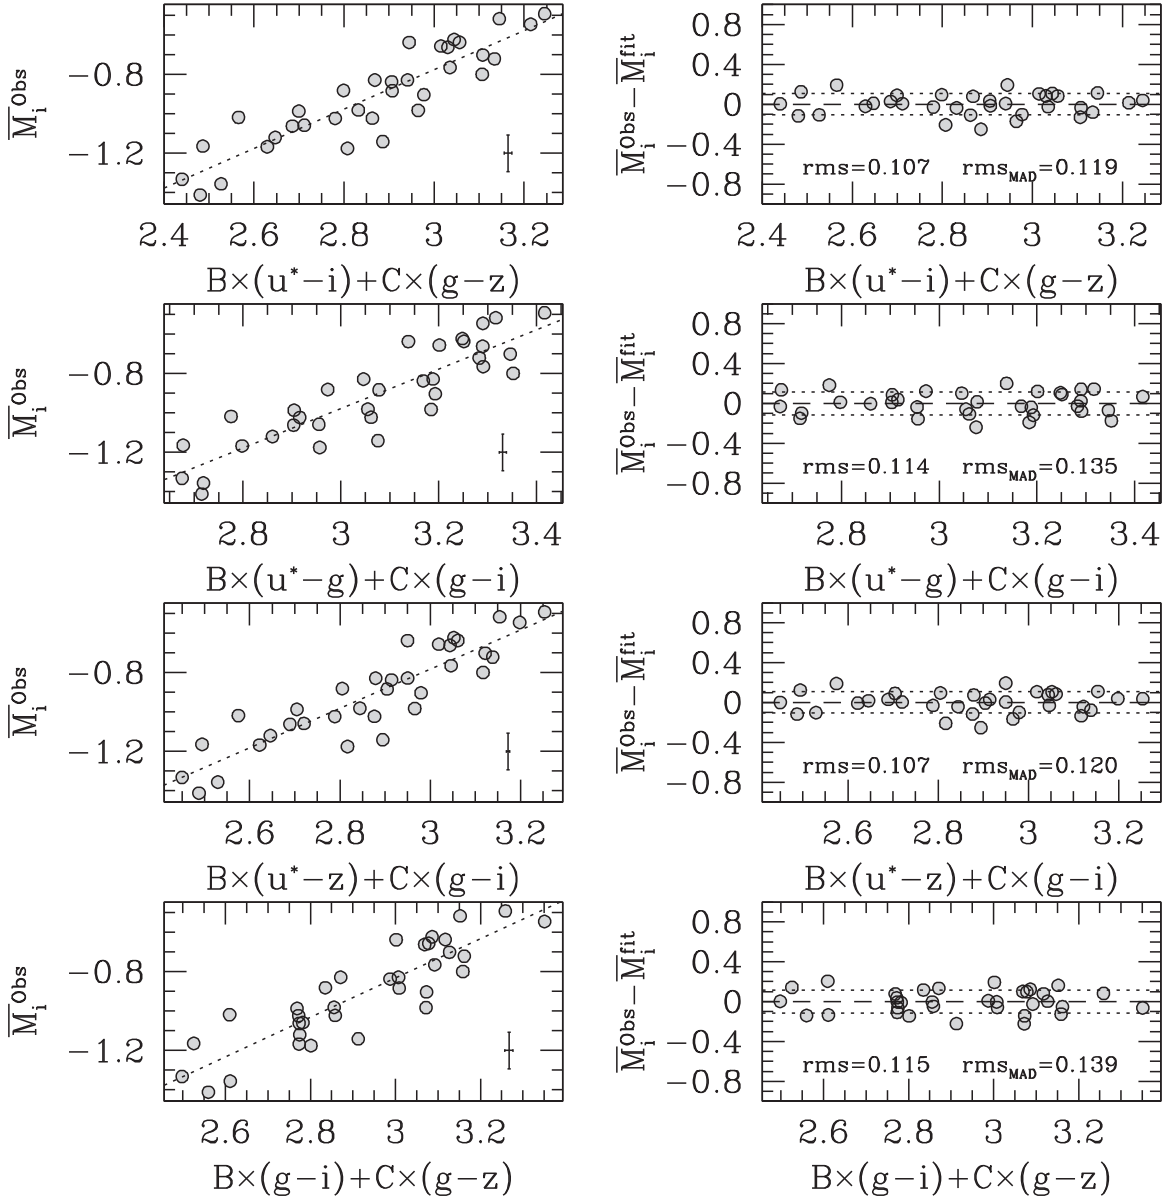 M̅ᵢᴼᵇˢ
−0.8
−1.2
2.4 2.6 2.8 3 3.2
B×(u*−i)+C×(g−z)
M̅ᵢᴼᵇˢ−M̅ᵢᶠⁱᵗ
0.8
0.4
0
−0.4
−0.8
rms=0.107 rms_MAD=0.119
2.4 2.6 2.8 3 3.2
B×(u*−i)+C×(g−z)
M̅ᵢᴼᵇˢ
−0.8
−1.2
2.8 3 3.2 3.4
B×(u*−g)+C×(g−i)
M̅ᵢᴼᵇˢ−M̅ᵢᶠⁱᵗ
0.8
0.4
0
−0.4
−0.8
rms=0.114 rms_MAD=0.135
2.8 3 3.2 3.4
B×(u*−g)+C×(g−i)
M̅ᵢᴼᵇˢ
−0.8
−1.2
2.6 2.8 3 3.2
B×(u*−z)+C×(g−i)
M̅ᵢᴼᵇˢ−M̅ᵢᶠⁱᵗ
0.8
0.4
0
−0.4
−0.8
rms=0.107 rms_MAD=0.120
2.6 2.8 3 3.2
B×(u*−z)+C×(g−i)
M̅ᵢᴼᵇˢ
−0.8
−1.2
2.6 2.8 3 3.2
B×(g−i)+C×(g−z)
M̅ᵢᴼᵇˢ−M̅ᵢᶠⁱᵗ
0.8
0.4
0
−0.4
−0.8
rms=0.115 rms_MAD=0.139
2.6 2.8 3 3.2
B×(g−i)+C×(g−z)